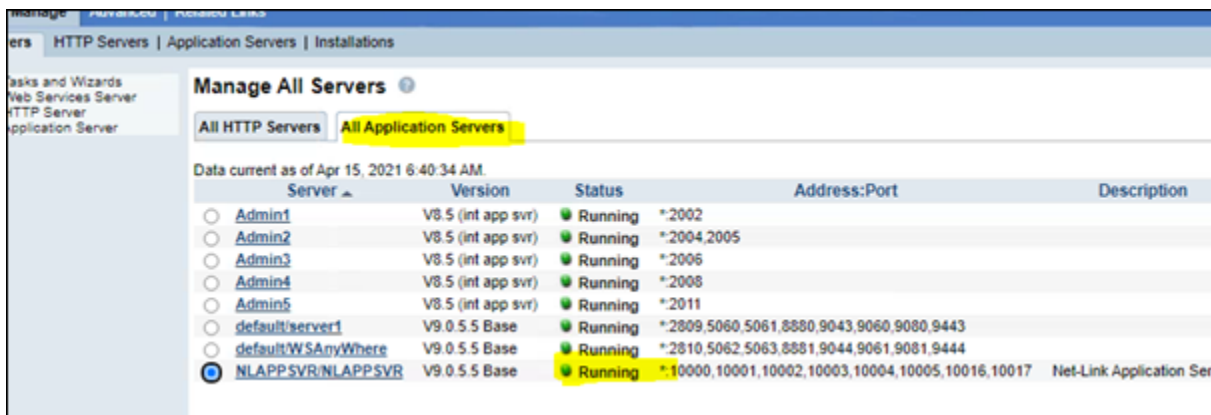 Manage | Advanced | Related Links
ers HTTP Servers | Application Servers | Installations
Tasks and Wizards
Web Services Server
HTTP Server
Application Server
Manage All Servers
All HTTP Servers All Application Servers
Data current as of Apr 15, 2021 6:40:34 AM.
Server Version Status Address:Port Description
Admin1 V8.5 (int app svr) Running *:2002
Admin2 V8.5 (int app svr) Running *:2004,2005
Admin3 V8.5 (int app svr) Running *:2006
Admin4 V8.5 (int app svr) Running *:2008
Admin5 V8.5 (int app svr) Running *:2011
default/server1 V9.0.5.5 Base Running *:2809,5060,5061,8880,9043,9060,9080,9443
default/WSAnyWhere V9.0.5.5 Base Running *:2810,5062,5063,8881,9044,9061,9081,9444
NLAPPSVR/NLAPPSVR V9.0.5.5 Base Running *:10000,10001,10002,10003,10004,10005,10016,10017 Net-Link Application Ser